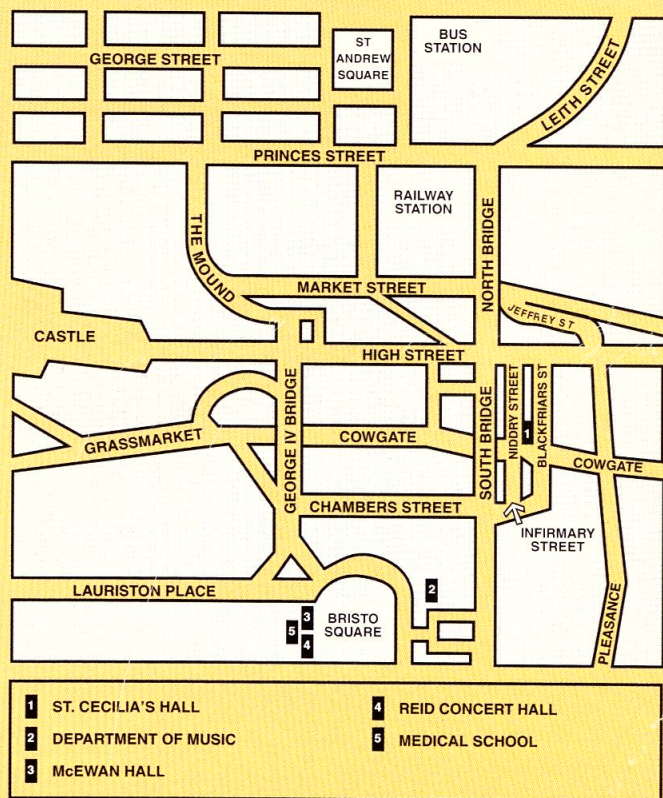 GEORGE STREET
ST
ANDREW
SQUARE
BUS
STATION
LEITH STREET
PRINCES STREET
RAILWAY
STATION
THE MOUND
NORTH BRIDGE
MARKET STREET
JEFFREY ST
CASTLE
HIGH STREET
GEORGE IV BRIDGE
SOUTH BRIDGE
NIDDRY STREET
BLACKFRIARS ST
1
GRASSMARKET
COWGATE
COWGATE
CHAMBERS STREET
INFIRMARY
STREET
LAURISTON PLACE
2
3
5
4
BRISTO
SQUARE
PLEASANCE
1 ST. CECILIA'S HALL
2 DEPARTMENT OF MUSIC
3 McEWAN HALL
4 REID CONCERT HALL
5 MEDICAL SCHOOL